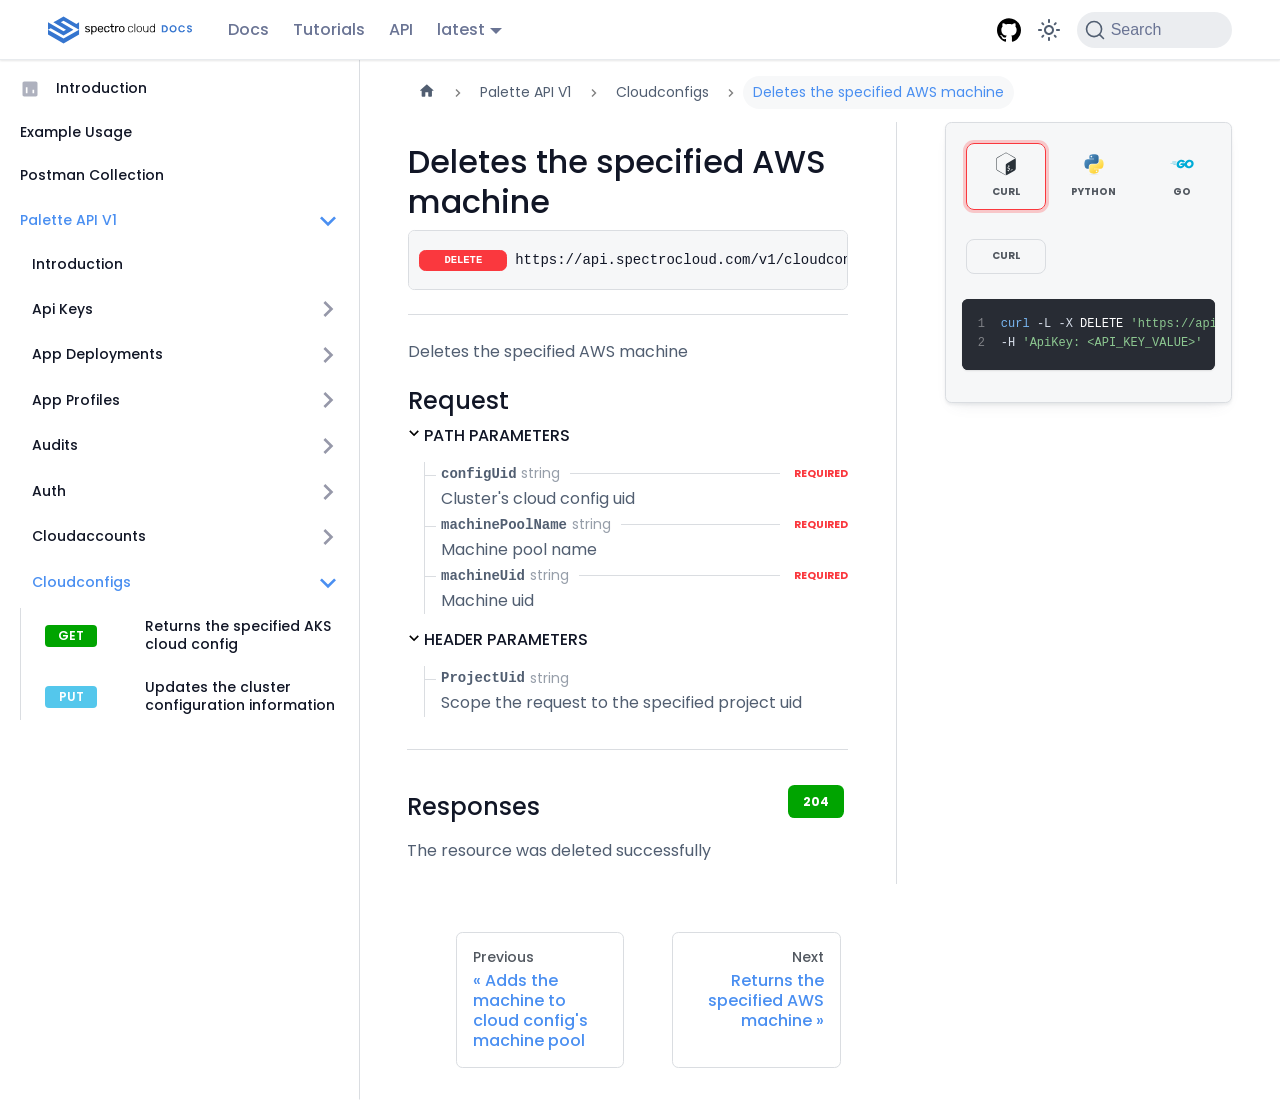 spectro cloud DOCS
Docs
Tutorials
API
latest
Search
Introduction
Example Usage
Postman Collection
Palette API V1
Introduction
Api Keys
App Deployments
App Profiles
Audits
Auth
Cloudaccounts
Cloudconfigs
GET
Returns the specified AKS
cloud config
PUT
Updates the cluster
configuration information
Palette API V1
Cloudconfigs
Deletes the specified AWS machine
Deletes the specified AWS
machine
DELETE https://api.spectrocloud.com/v1/cloudcon
Deletes the specified AWS machine
Request
PATH PARAMETERS
configUid string REQUIRED
Cluster's cloud config uid
machinePoolName string REQUIRED
Machine pool name
machineUid string REQUIRED
Machine uid
HEADER PARAMETERS
ProjectUid string
Scope the request to the specified project uid
Responses
204
The resource was deleted successfully
Previous
« Adds the
machine to
cloud config's
machine pool
Next
Returns the
specified AWS
machine »
CURL
PYTHON
GO
CURL
1 curl -L -X DELETE 'https://api
2 -H 'ApiKey: <API_KEY_VALUE>'